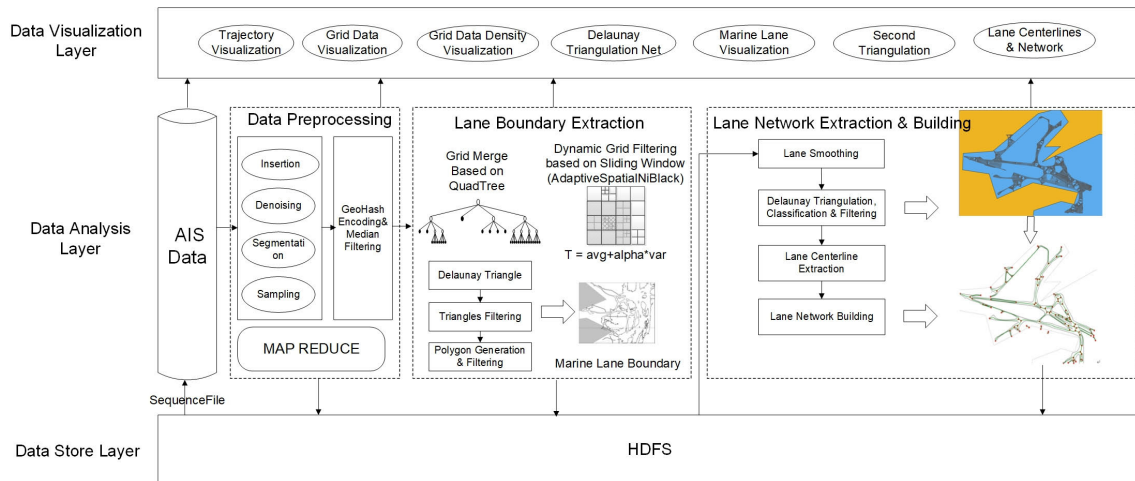 Data Visualization
Layer
Trajectory
Visualization
Grid Data
Visualization
Grid Data Density
Visualization
Delaunay
Triangulation Net
Marine Lane
Visualization
Second
Triangulation
Lane Centerlines
& Network
Data Analysis
Layer
AIS
Data
Data Preprocessing
Insertion
Denoising
Segmentati
on
Sampling
GeoHash
Encoding&
Median
Filtering
MAP REDUCE
Lane Boundary Extraction
Grid Merge
Based on
QuadTree
Dynamic Grid Filtering
based on Sliding Window
(AdaptiveSpatialNiBlack)
T = avg+alpha*var
Delaunay Triangle
Triangles Filtering
Polygon Generation
& Filtering
Marine Lane Boundary
Lane Network Extraction & Building
Lane Smoothing
Delaunay Triangulation,
Classification & Filtering
Lane Centerline
Extraction
Lane Network Building
SequenceFile
Data Store Layer
HDFS